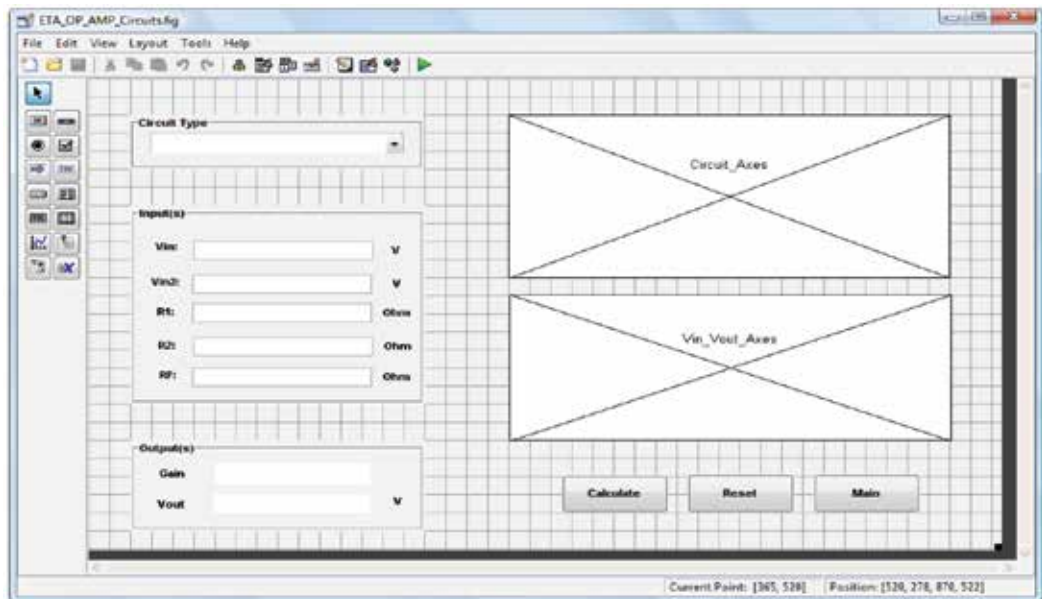 ETA_OP_AMP_Circuits.fig
File Edit View Layout Tools Help
Circuit Type
Circuit_Axes
Input(s)
Vin: V
Vin2: V
R1: Ohm
R2: Ohm
RF: Ohm
Vin_Vout_Axes
Output(s)
Gain
Vout V
Calculate Reset Main
Current Point: [365, 520] Position: [520, 278, 870, 522]